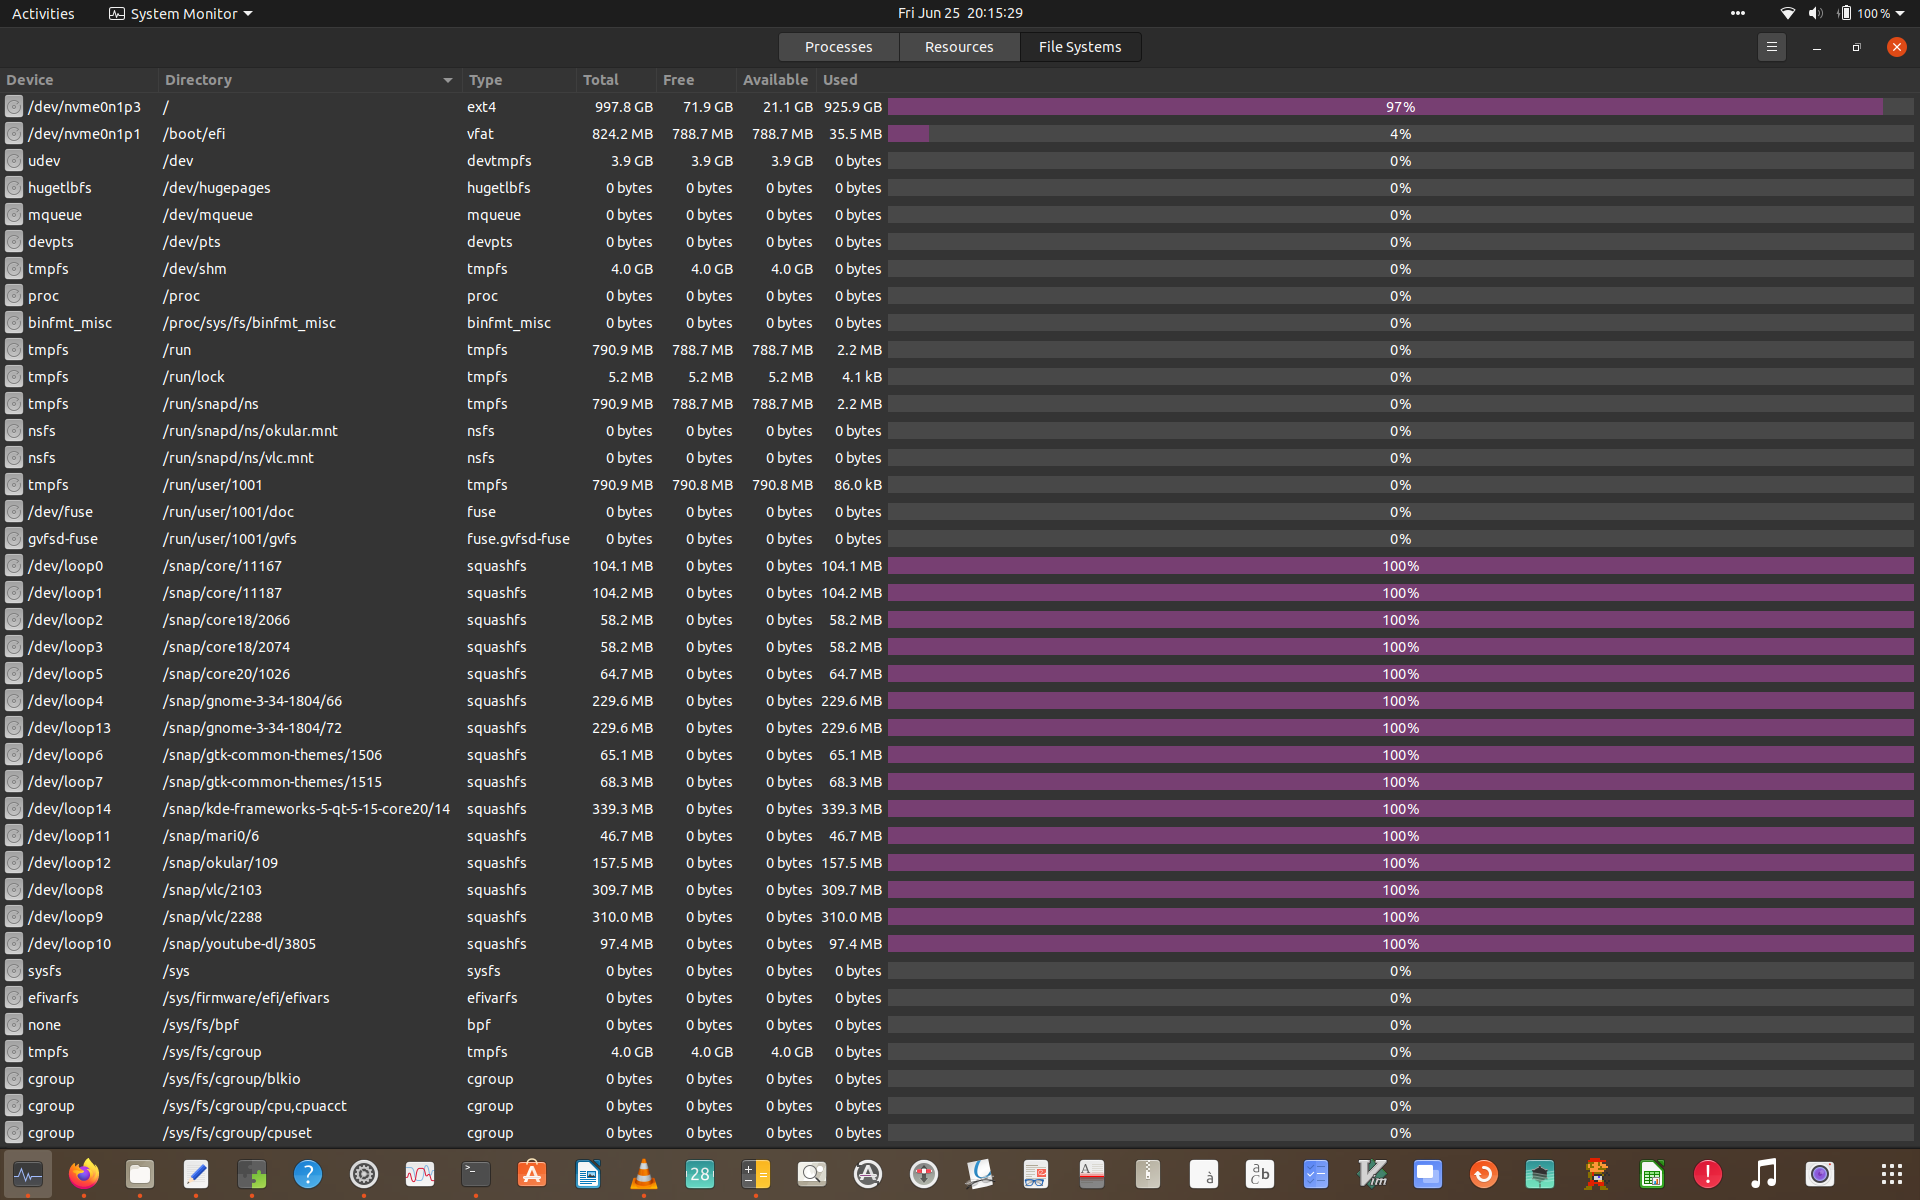 Activities System Monitor Fri Jun 25 20:15:29 100 %
Processes Resources File Systems
Device Directory Type Total Free Available Used
/dev/nvme0n1p3 / ext4 997.8 GB 71.9 GB 21.1 GB 925.9 GB 97%
/dev/nvme0n1p1 /boot/efi vfat 824.2 MB 788.7 MB 788.7 MB 35.5 MB 4%
udev /dev devtmpfs 3.9 GB 3.9 GB 3.9 GB 0 bytes 0%
hugetlbfs /dev/hugepages hugetlbfs 0 bytes 0 bytes 0 bytes 0 bytes 0%
mqueue /dev/mqueue mqueue 0 bytes 0 bytes 0 bytes 0 bytes 0%
devpts /dev/pts devpts 0 bytes 0 bytes 0 bytes 0 bytes 0%
tmpfs /dev/shm tmpfs 4.0 GB 4.0 GB 4.0 GB 0 bytes 0%
proc /proc proc 0 bytes 0 bytes 0 bytes 0 bytes 0%
binfmt_misc /proc/sys/fs/binfmt_misc binfmt_misc 0 bytes 0 bytes 0 bytes 0 bytes 0%
tmpfs /run tmpfs 790.9 MB 788.7 MB 788.7 MB 2.2 MB 0%
tmpfs /run/lock tmpfs 5.2 MB 5.2 MB 5.2 MB 4.1 kB 0%
tmpfs /run/snapd/ns tmpfs 790.9 MB 788.7 MB 788.7 MB 2.2 MB 0%
nsfs /run/snapd/ns/okular.mnt nsfs 0 bytes 0 bytes 0 bytes 0 bytes 0%
nsfs /run/snapd/ns/vlc.mnt nsfs 0 bytes 0 bytes 0 bytes 0 bytes 0%
tmpfs /run/user/1001 tmpfs 790.9 MB 790.8 MB 790.8 MB 86.0 kB 0%
/dev/fuse /run/user/1001/doc fuse 0 bytes 0 bytes 0 bytes 0 bytes 0%
gvfsd-fuse /run/user/1001/gvfs fuse.gvfsd-fuse 0 bytes 0 bytes 0 bytes 0 bytes 0%
/dev/loop0 /snap/core/11167 squashfs 104.1 MB 0 bytes 0 bytes 104.1 MB 100%
/dev/loop1 /snap/core/11187 squashfs 104.2 MB 0 bytes 0 bytes 104.2 MB 100%
/dev/loop2 /snap/core18/2066 squashfs 58.2 MB 0 bytes 0 bytes 58.2 MB 100%
/dev/loop3 /snap/core18/2074 squashfs 58.2 MB 0 bytes 0 bytes 58.2 MB 100%
/dev/loop5 /snap/core20/1026 squashfs 64.7 MB 0 bytes 0 bytes 64.7 MB 100%
/dev/loop4 /snap/gnome-3-34-1804/66 squashfs 229.6 MB 0 bytes 0 bytes 229.6 MB 100%
/dev/loop13 /snap/gnome-3-34-1804/72 squashfs 229.6 MB 0 bytes 0 bytes 229.6 MB 100%
/dev/loop6 /snap/gtk-common-themes/1506 squashfs 65.1 MB 0 bytes 0 bytes 65.1 MB 100%
/dev/loop7 /snap/gtk-common-themes/1515 squashfs 68.3 MB 0 bytes 0 bytes 68.3 MB 100%
/dev/loop14 /snap/kde-frameworks-5-qt-5-15-core20/14 squashfs 339.3 MB 0 bytes 0 bytes 339.3 MB 100%
/dev/loop11 /snap/mari0/6 squashfs 46.7 MB 0 bytes 0 bytes 46.7 MB 100%
/dev/loop12 /snap/okular/109 squashfs 157.5 MB 0 bytes 0 bytes 157.5 MB 100%
/dev/loop8 /snap/vlc/2103 squashfs 309.7 MB 0 bytes 0 bytes 309.7 MB 100%
/dev/loop9 /snap/vlc/2288 squashfs 310.0 MB 0 bytes 0 bytes 310.0 MB 100%
/dev/loop10 /snap/youtube-dl/3805 squashfs 97.4 MB 0 bytes 0 bytes 97.4 MB 100%
sysfs /sys sysfs 0 bytes 0 bytes 0 bytes 0 bytes 0%
efivarfs /sys/firmware/efi/efivars efivarfs 0 bytes 0 bytes 0 bytes 0 bytes 0%
none /sys/fs/bpf bpf 0 bytes 0 bytes 0 bytes 0 bytes 0%
tmpfs /sys/fs/cgroup tmpfs 4.0 GB 4.0 GB 4.0 GB 0 bytes 0%
cgroup /sys/fs/cgroup/blkio cgroup 0 bytes 0 bytes 0 bytes 0 bytes 0%
cgroup /sys/fs/cgroup/cpu,cpuacct cgroup 0 bytes 0 bytes 0 bytes 0 bytes 0%
cgroup /sys/fs/cgroup/cpuset cgroup 0 bytes 0 bytes 0 bytes 0 bytes 0%
28 à a b c Vim